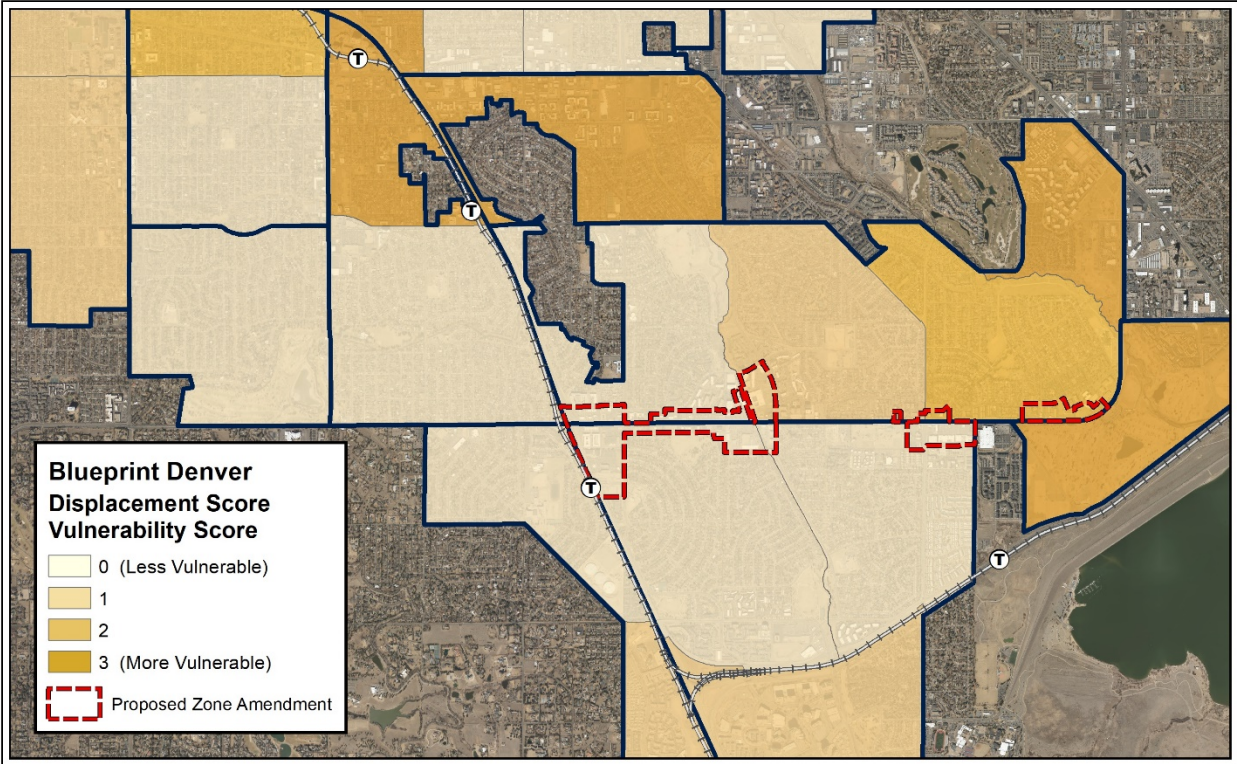 T
T
T
T
Blueprint Denver
Displacement Score
Vulnerability Score
0 (Less Vulnerable)
1
2
3 (More Vulnerable)
Proposed Zone Amendment